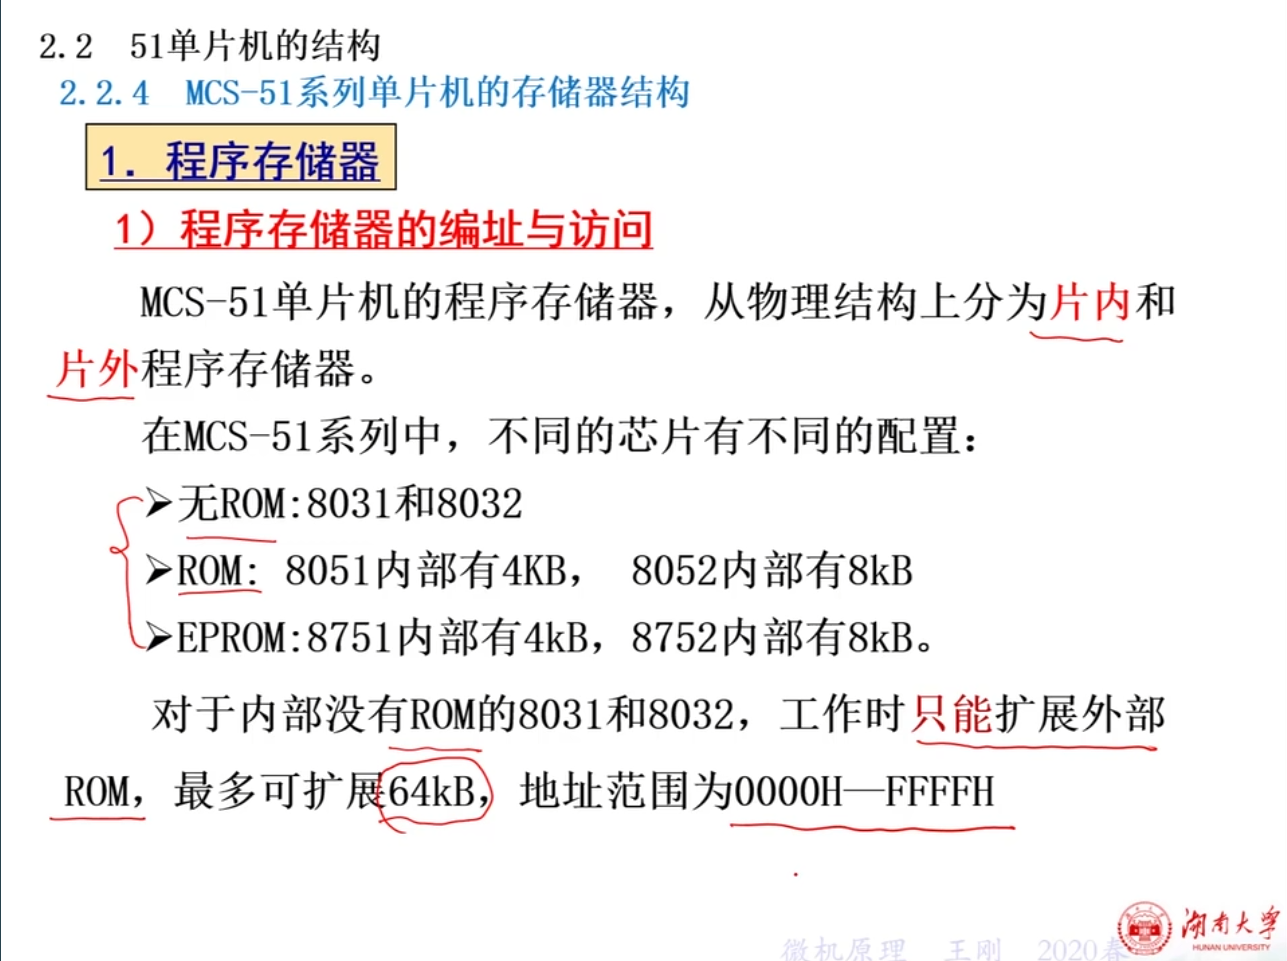 2.2 51单片机的结构
2.2.4 MCS-51系列单片机的存储器结构
1. 程序存储器
1）程序存储器的编址与访问
MCS-51单片机的程序存储器，从物理结构上分为片内和
片外程序存储器。
在MCS-51系列中，不同的芯片有不同的配置：
➢无ROM:8031和8032
➢ROM: 8051内部有4KB， 8052内部有8kB
➢EPROM:8751内部有4kB，8752内部有8kB。
对于内部没有ROM的8031和8032，工作时只能扩展外部
ROM，最多可扩展64kB，地址范围为0000H—FFFFH
微机原理 王刚 2020春
湖南大学
HUNAN UNIVERSITY